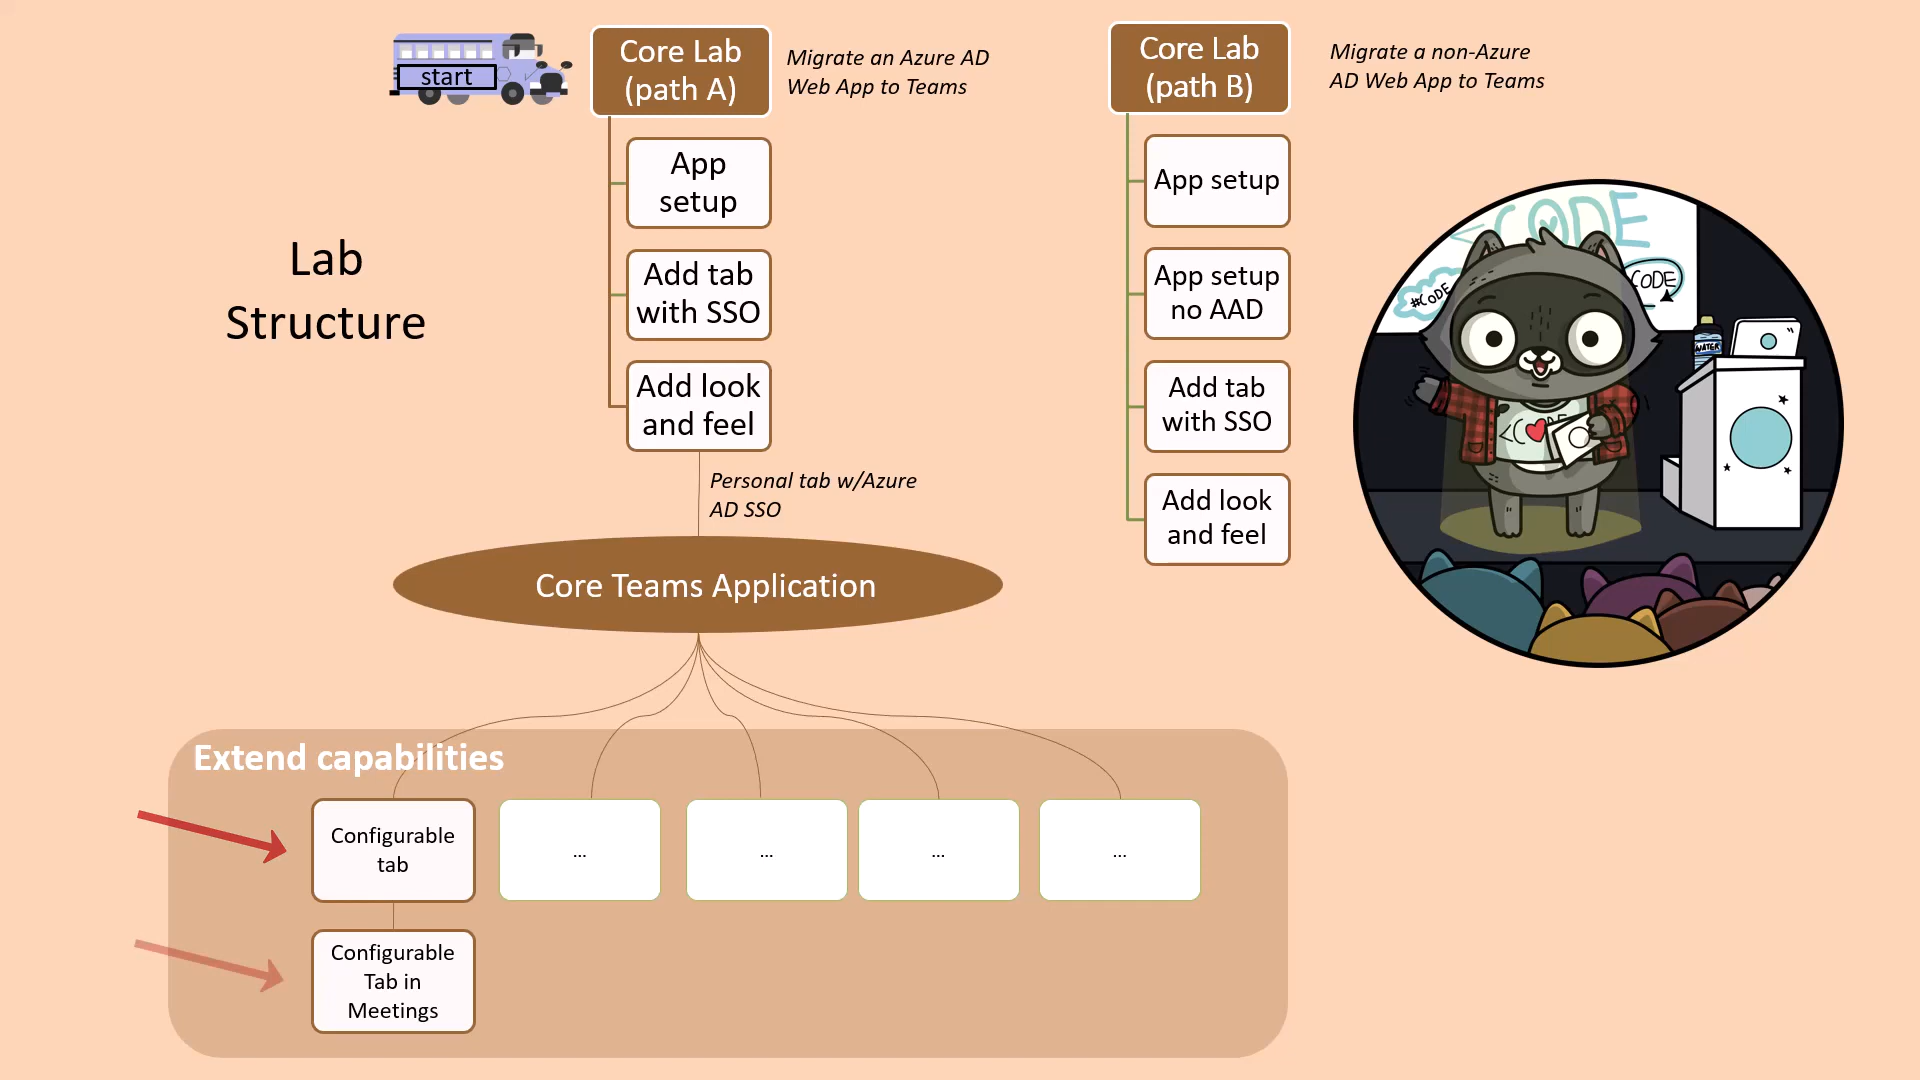 start
Core Lab
(path A)
Migrate an Azure AD
Web App to Teams
App
setup
Add tab
with SSO
Add look
and feel
Personal tab w/Azure
AD SSO
Core Lab
(path B)
Migrate a non-Azure
AD Web App to Teams
App setup
App setup
no AAD
Add tab
with SSO
Add look
and feel
Lab
Structure
<CODE
#CODE
CODE
WATER
Core Teams Application
Extend capabilities
Configurable
tab
...
...
...
...
Configurable
Tab in
Meetings